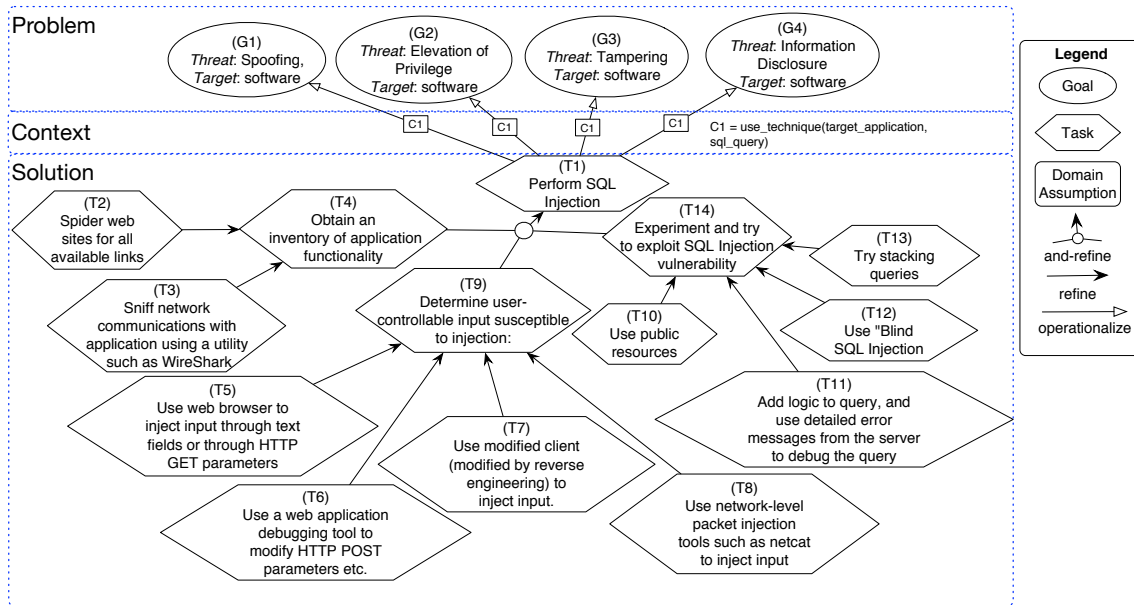 Problem
(G1)
Threat: Spoofing,
Target: software
(G2)
Threat: Elevation of
Privilege
Target: software
(G3)
Threat: Tampering
Target: software
(G4)
Threat: Information
Disclosure
Target: software
Context
C1
C1
C1
C1
C1 = use_technique(target_application,
sql_query)
Solution
(T1)
Perform SQL
Injection
(T2)
Spider web
sites for all
available links
(T4)
Obtain an
inventory of application
functionality
(T14)
Experiment and try
to exploit SQL Injection
vulnerability
(T13)
Try stacking
queries
(T3)
Sniff network
communications with
application using a utility
such as WireShark
(T9)
Determine user-
controllable input susceptible
to injection:
(T10)
Use public
resources
(T12)
Use "Blind
SQL Injection
(T5)
Use web browser to
inject input through text
fields or through HTTP
GET parameters
(T11)
Add logic to query, and
use detailed error
messages from the server
to debug the query
(T7)
Use modified client
(modified by reverse
engineering) to
inject input.
(T6)
Use a web application
debugging tool to
modify HTTP POST
parameters etc.
(T8)
Use network-level
packet injection
tools such as netcat
to inject input
Legend
Goal
Task
Domain
Assumption
and-refine
refine
operationalize